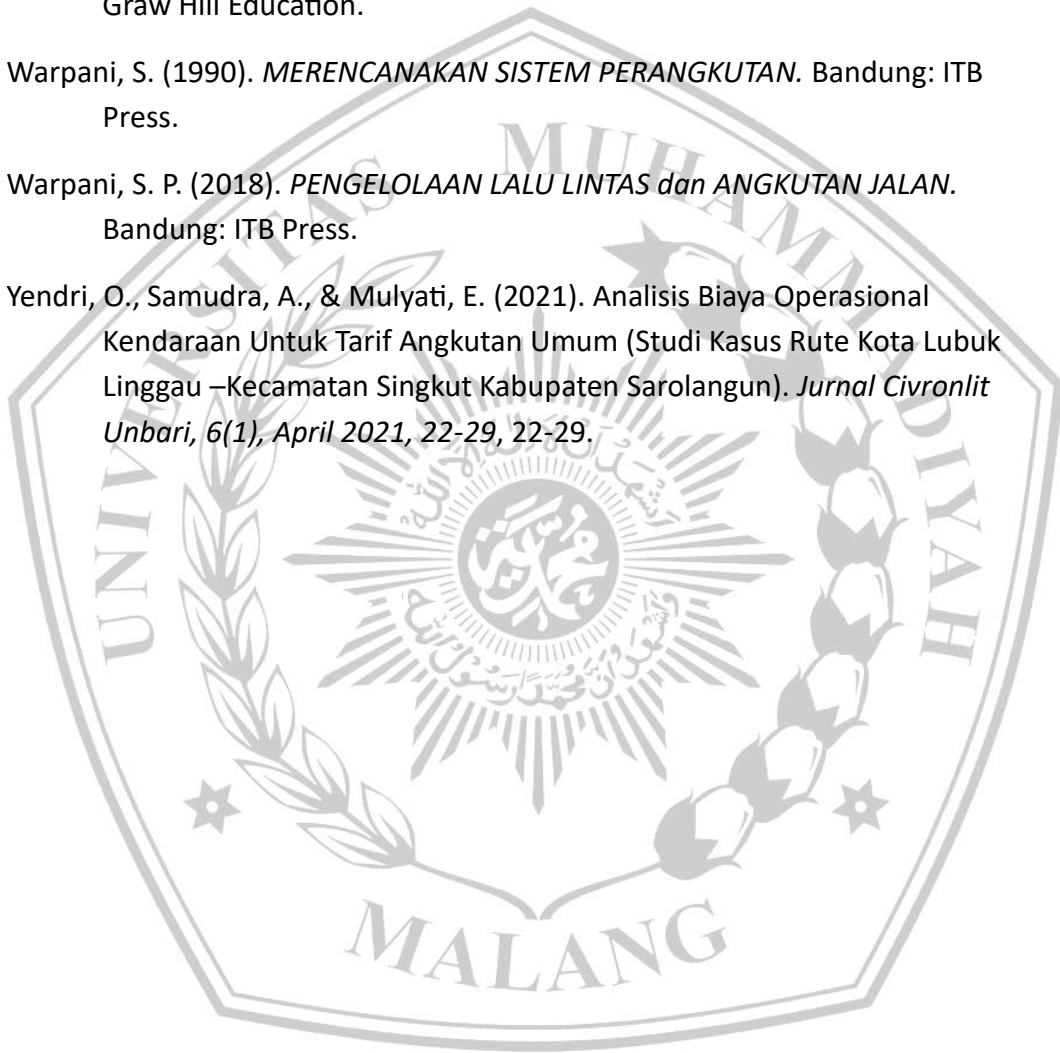 Graw Hill Education.
Warpani, S. (1990). MERENCANAKAN SISTEM PERANGKUTAN. Bandung: ITB
Press.
Warpani, S. P. (2018). PENGELOLAAN LALU LINTAS dan ANGKUTAN JALAN.
Bandung: ITB Press.
Yendri, O., Samudra, A., & Mulyati, E. (2021). Analisis Biaya Operasional
Kendaraan Untuk Tarif Angkutan Umum (Studi Kasus Rute Kota Lubuk
Linggau –Kecamatan Singkut Kabupaten Sarolangun). Jurnal Civronlit
Unbari, 6(1), April 2021, 22-29, 22-29.
UNIVERSITAS MUHAMMADIYAH
MALANG